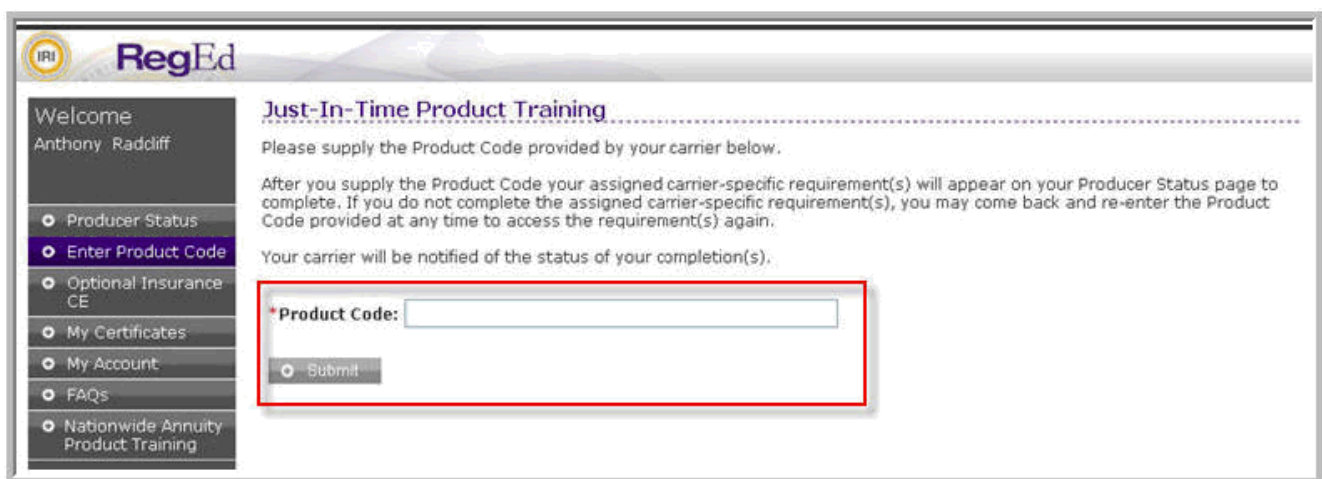 IRI
RegEd
Welcome
Anthony Radcliff
Producer Status
Enter Product Code
Optional Insurance
CE
My Certificates
My Account
FAQs
Nationwide Annuity
Product Training
Just-In-Time Product Training
Please supply the Product Code provided by your carrier below.
After you supply the Product Code your assigned carrier-specific requirement(s) will appear on your Producer Status page to
complete. If you do not complete the assigned carrier-specific requirement(s), you may come back and re-enter the Product
Code provided at any time to access the requirement(s) again.
Your carrier will be notified of the status of your completion(s).
*Product Code:
Submit